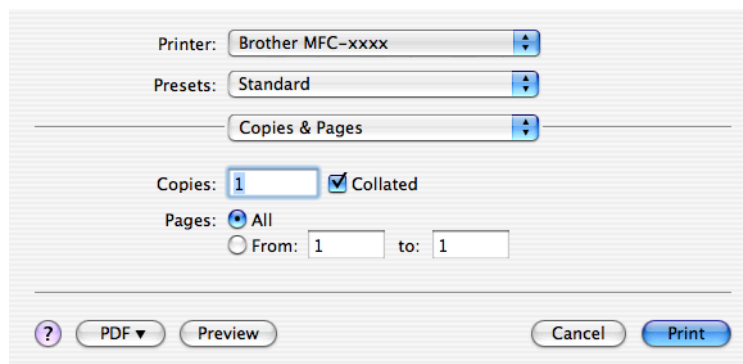 Printer: Brother MFC-xxxx
Presets: Standard
Copies & Pages
Copies: 1 Collated
Pages: All
From: 1 to: 1
? PDF ▼ Preview Cancel Print